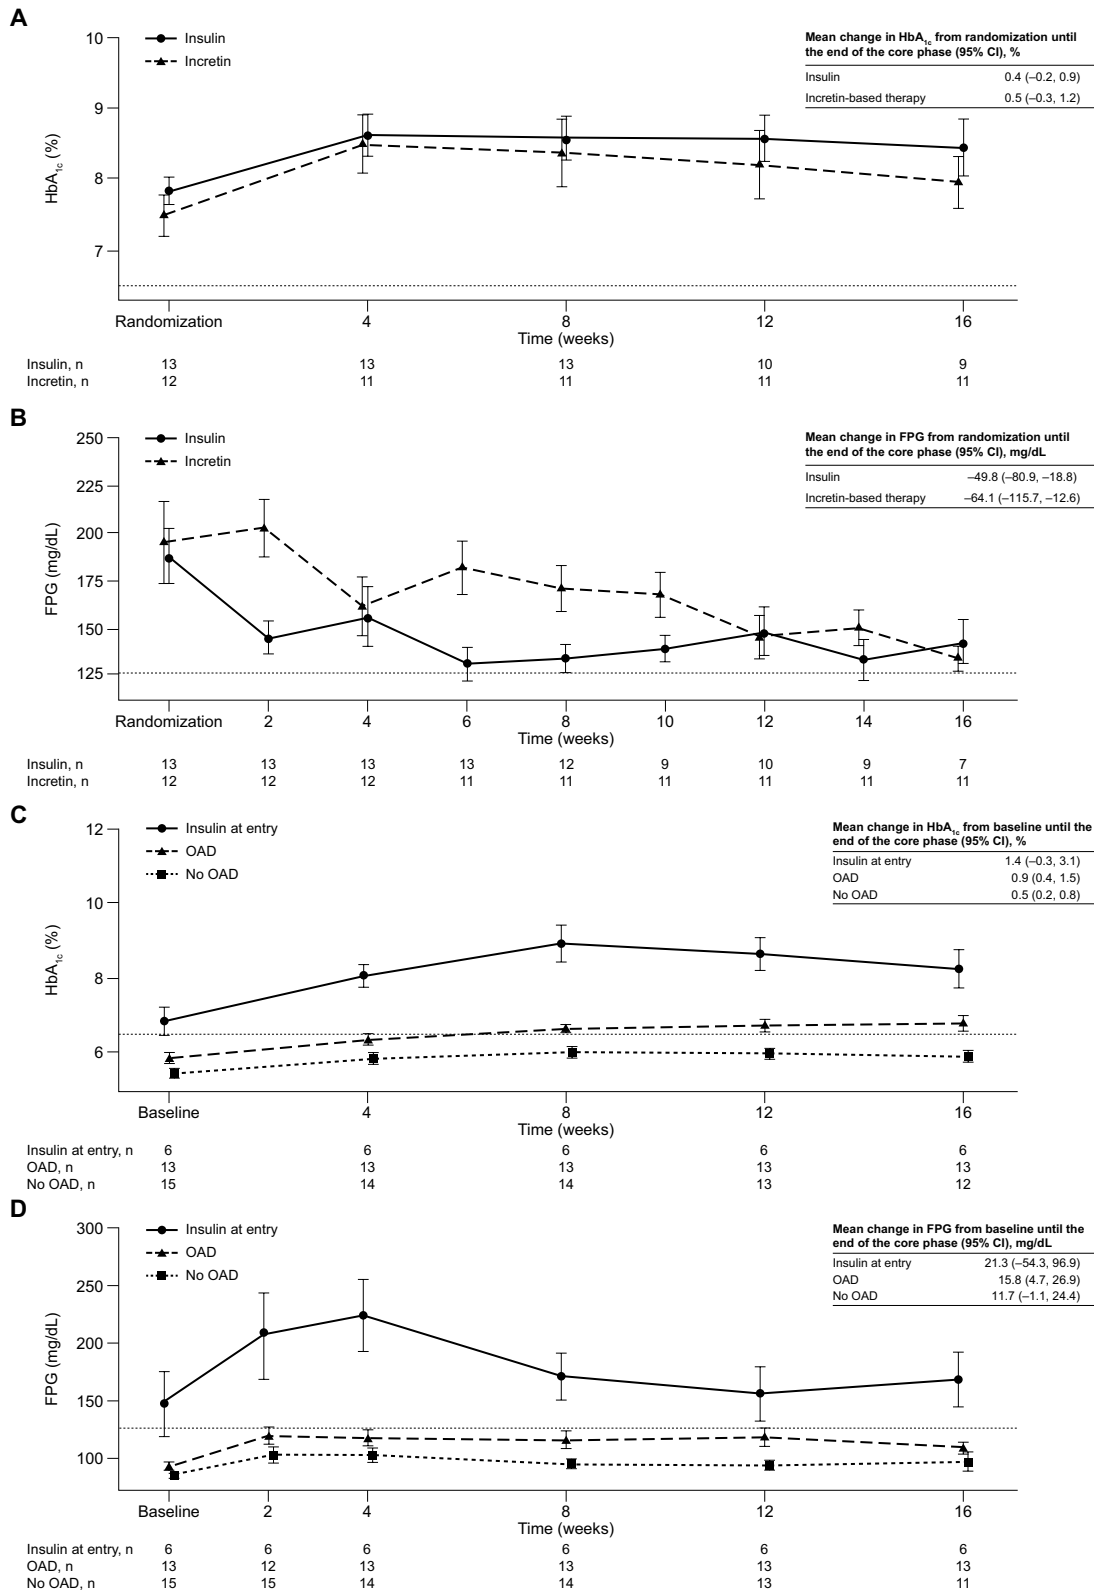 A
Insulin
Incretin
Mean change in HbA1c from randomization until
the end of the core phase (95% CI), %
Insulin 0.4 (–0.2, 0.9)
Incretin-based therapy 0.5 (–0.3, 1.2)
HbA1c (%)
10
9
8
7
Randomization 4 8 12 16
Time (weeks)
Insulin, n 13 13 13 10 9
Incretin, n 12 11 11 11 11
B
Insulin
Incretin
Mean change in FPG from randomization until
the end of the core phase (95% CI), mg/dL
Insulin –49.8 (–80.9, –18.8)
Incretin-based therapy –64.1 (–115.7, –12.6)
FPG (mg/dL)
250
225
200
175
150
125
Randomization 2 4 6 8 10 12 14 16
Time (weeks)
Insulin, n 13 13 13 13 12 9 10 9 7
Incretin, n 12 12 12 11 11 11 11 11 11
C
Insulin at entry
OAD
No OAD
Mean change in HbA1c from baseline until the
end of the core phase (95% CI), %
Insulin at entry 1.4 (–0.3, 3.1)
OAD 0.9 (0.4, 1.5)
No OAD 0.5 (0.2, 0.8)
HbA1c (%)
12
10
8
6
Baseline 4 8 12 16
Time (weeks)
Insulin at entry, n 6 6 6 6 6
OAD, n 13 13 13 13 13
No OAD, n 15 14 14 13 12
D
Insulin at entry
OAD
No OAD
Mean change in FPG from baseline until the
end of the core phase (95% CI), mg/dL
Insulin at entry 21.3 (–54.3, 96.9)
OAD 15.8 (4.7, 26.9)
No OAD 11.7 (–1.1, 24.4)
FPG (mg/dL)
300
250
200
150
100
Baseline 2 4 8 12 16
Time (weeks)
Insulin at entry, n 6 6 6 6 6 6
OAD, n 13 12 13 13 13 13
No OAD, n 15 15 14 14 13 11